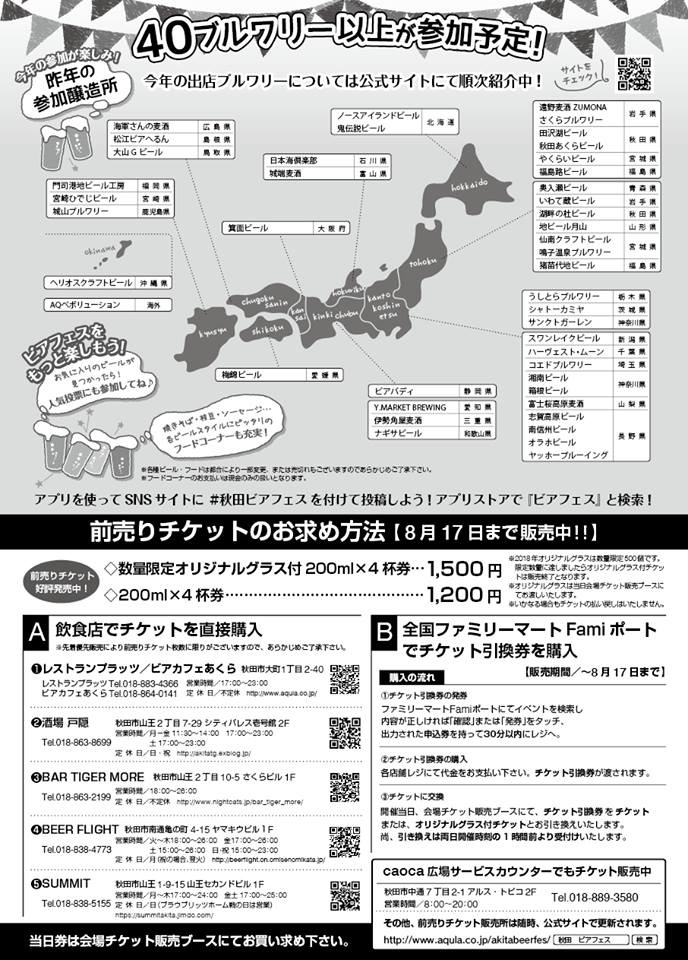 40ブルワリー以上が参加予定!
今年の参加が楽しみ!
昨年の
参加醸造所
今年の出店ブルワリーについては公式サイトにて順次紹介中!
サイトを
チェック!
海軍さんの麦酒 広島県
松江ビアへるん 島根県
大山Gビール 鳥取県
ノースアイランドビール
鬼伝説ビール
北海道
遠野麦酒 ZUMONA
さくらブルワリー
岩手県
田沢湖ビール
秋田あくらビール
秋田県
やくらいビール 宮城県
福島路ビール 福島県
日本海倶楽部 石川県
城端麦酒 富山県
門司港地ビール工房 福岡県
宮崎ひでじビール 宮崎県
城山ブルワリー 鹿児島県
奥入瀬ビール 青森県
いわて蔵ビール 岩手県
湖畔の杜ビール 秋田県
地ビール月山 山形県
仙南クラフトビール
鳴子温泉ブルワリー
宮城県
猪苗代地ビール 福島県
箕面ビール 大阪府
okinawa
ヘリオスクラフトビール 沖縄県
AQベボリューション 海外
hokkaido
tohoku
hokuriku
kanto
koshin
etsu
chugoku
sanin
kan
sai
kinki chubu
shikoku
kyusyu
うしとらブルワリー 栃木県
シャトーカミヤ 茨城県
サンクトガーレン 神奈川県
スワンレイクビール 新潟県
ハーヴェスト・ムーン 千葉県
コエドブルワリー 埼玉県
湘南ビール
箱根ビール
神奈川県
富士桜高原麦酒 山梨県
志賀高原ビール
南信州ビール
オラホビール
ヤッホーブルーイング
長野県
梅錦ビール 愛媛県
ビアバディ 静岡県
Y.MARKET BREWING 愛知県
伊勢角屋麦酒 三重県
ナギサビール 和歌山県
ビアフェスを
もっと楽しもう!
お気に入りのビールが
見つかったら!
人気投票にも参加してね♪
焼きそば・枝豆・ソーセージ…
各ビールスタイルにピッタリの
フードコーナーも充実!
※各種ビール・フードは都合により一部変更、または売切れもございますのであらかじめご了承下さい。
※フードコーナーのお支払いは現金のみの扱いとなります。
アプリを使ってSNSサイトに #秋田ビアフェス を付けて投稿しよう!アプリストアで『ビアフェス』と検索!
前売りチケットのお求め方法【8月17日まで販売中!!】
前売りチケット
好評発売中!
◇数量限定オリジナルグラス付 200ml×4杯券…1,500円
◇200ml×4杯券……………………1,200円
※2018年オリジナルグラスは数量限定500個です。
限定数量に達しましたらオリジナルグラス付チケッ
トは販売終了となります。
※オリジナルグラスは当日会場チケット販売ブースに
てお渡しいたします。
※いかなる場合もチケットの払い戻しはいたしません。
A 飲食店でチケットを直接購入
※先着優先販売により前売りチケット枚数に限りがございますので、あらかじめご了承下さい。
❶レストランプラッツ/ビアカフェあくら 秋田市大町1丁目2-40
レストランプラッツ Tel.018-883-4366 営業時間/17:00〜23:00
ビアカフェあくら Tel.018-864-0141 定休日/不定休 http://www.aqula.co.jp/
❷酒場 戸隠 秋田市山王2丁目7-29 シティパレス壱号館2F
Tel.018-863-8699
営業時間/月ー金 11:30〜14:00 17:00〜23:00
土 17:00〜23:00
定休日/日・祝 http://akitatg.exblog.jp/
❸BAR TIGER MORE 秋田市山王2丁目10-5 さくらビル1F
Tel.018-863-2199
営業時間/18:00〜26:00
定休日/不定休 http://www.nightcats.jp/bar_tiger_more/
❹BEER FLIGHT 秋田市南通亀の町4-15 ヤマキウビル1F
Tel.018-838-4773
営業時間/火〜木18:00〜26:00 金17:00〜26:00
土15:00〜26:00 日・祝15:00〜23:00
定休日/月(祝の場合、翌火) http://beerflight.on.omisenomikata.jp/
❺SUMMIT 秋田市山王1-9-15 山王セカンドビル1F
Tel.018-838-5155
営業時間/月〜木17:00〜24:00 金土17:00〜25:00
定休日/日(ブラウブリッツホーム戦の日は営業)
https://summitakita.jimdo.com/
当日券は会場チケット販売ブースにてお買い求め下さい。
B 全国ファミリーマート Famiポート
でチケット引換券を購入
購入の流れ
【販売期間/〜8月17日まで】
①チケット引換券の発券
ファミリーマートFamiポートにてイベントを検索し
内容が正しければ「確認」または「発券」をタッチ、
出力された申込券を持って30分以内にレジへ。
②チケット引換券の購入
各店舗レジにて代金をお支払い下さい。チケット引換券が渡されます。
③チケットに交換
開催当日、会場チケット販売ブースにて、チケット引換券をチケット
または、オリジナルグラス付チケットとお引き換えいたします。
尚、引き換えは両日開催時刻の1時間前より受付けいたします。
caoca広場サービスカウンターでもチケット販売中
秋田市中通7丁目2-1 アルス・トピコ2F
営業時間/8:00〜20:00
Tel.018-889-3580
その他、前売りチケット販売所は随時、公式サイトで更新されます。
http://www.aqula.co.jp/akitabeerfes/ 秋田 ビアフェス 検索